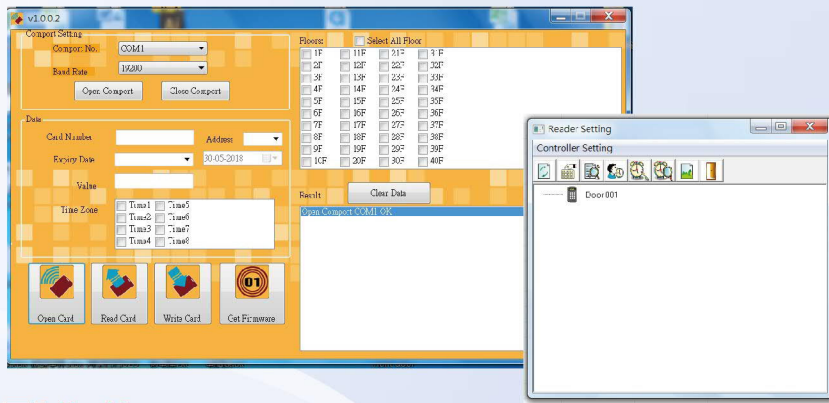 v1.0.0.2
Comport Setting
Comport No.
COM1
Baud Rate
19200
Open Comport
Close Comport
Data
Card Number
Address
Expiry Date
30-05-2018
Value
Time Zone
Time1 Time5
Time2 Time6
Time3 Time7
Time4 Time8
Open Card
Read Card
Write Card
Get Firmware
01
Floors:
Select All Floor
1F 11F 21F 31F
2F 12F 22F 32F
3F 13F 23F 33F
4F 14F 24F 34F
5F 15F 25F 35F
6F 16F 26F 36F
7F 17F 27F 37F
8F 18F 28F 38F
9F 19F 29F 39F
10F 20F 30F 40F
Result
Clear Data
Open Comport COM1 OK
Reader Setting
Controller Setting
Door001